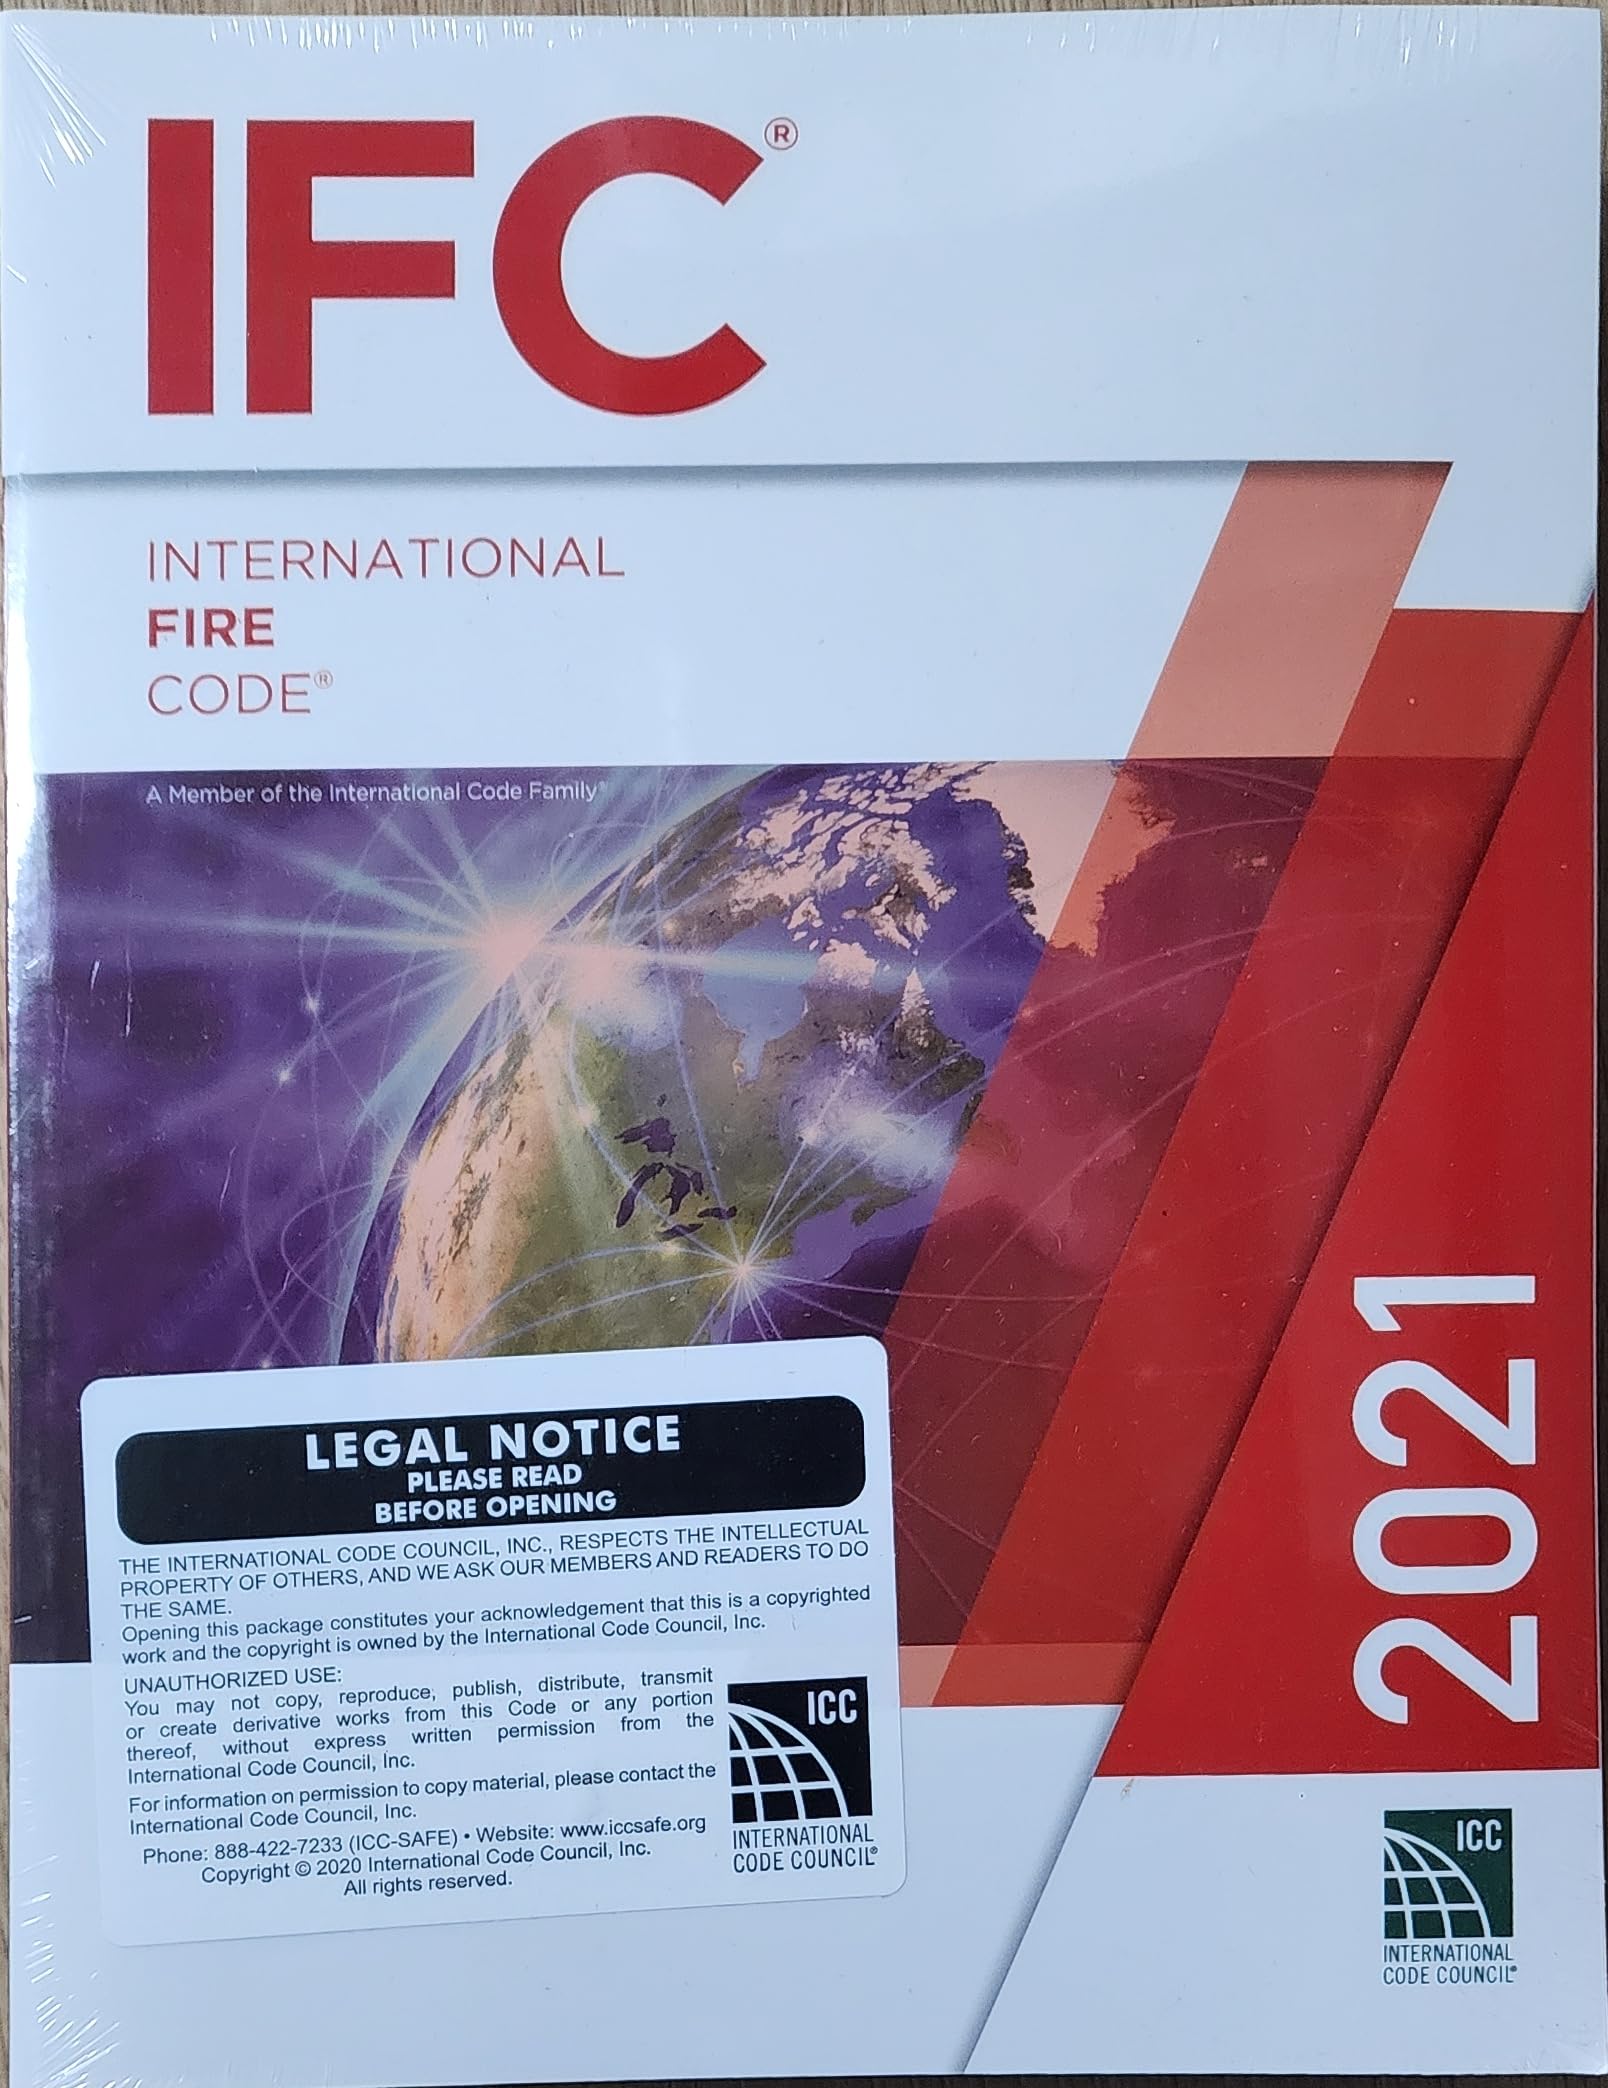 IFC®
INTERNATIONAL
FIRE
CODE®
A Member of the International Code Family®
LEGAL NOTICE
PLEASE READ
BEFORE OPENING
THE INTERNATIONAL CODE COUNCIL, INC., RESPECTS THE INTELLECTUAL
PROPERTY OF OTHERS, AND WE ASK OUR MEMBERS AND READERS TO DO
THE SAME.
Opening this package constitutes your acknowledgement that this is a copyrighted
work and the copyright is owned by the International Code Council, Inc.
UNAUTHORIZED USE:
You may not copy, reproduce, publish, distribute, transmit
or create derivative works from this Code or any portion
thereof, without express written permission from the
International Code Council, Inc.
For information on permission to copy material, please contact the
International Code Council, Inc.
Phone: 888-422-7233 (ICC-SAFE) • Website: www.iccsafe.org
Copyright © 2020 International Code Council, Inc.
All rights reserved.
ICC
INTERNATIONAL
CODE COUNCIL®
2021
ICC
INTERNATIONAL
CODE COUNCIL®